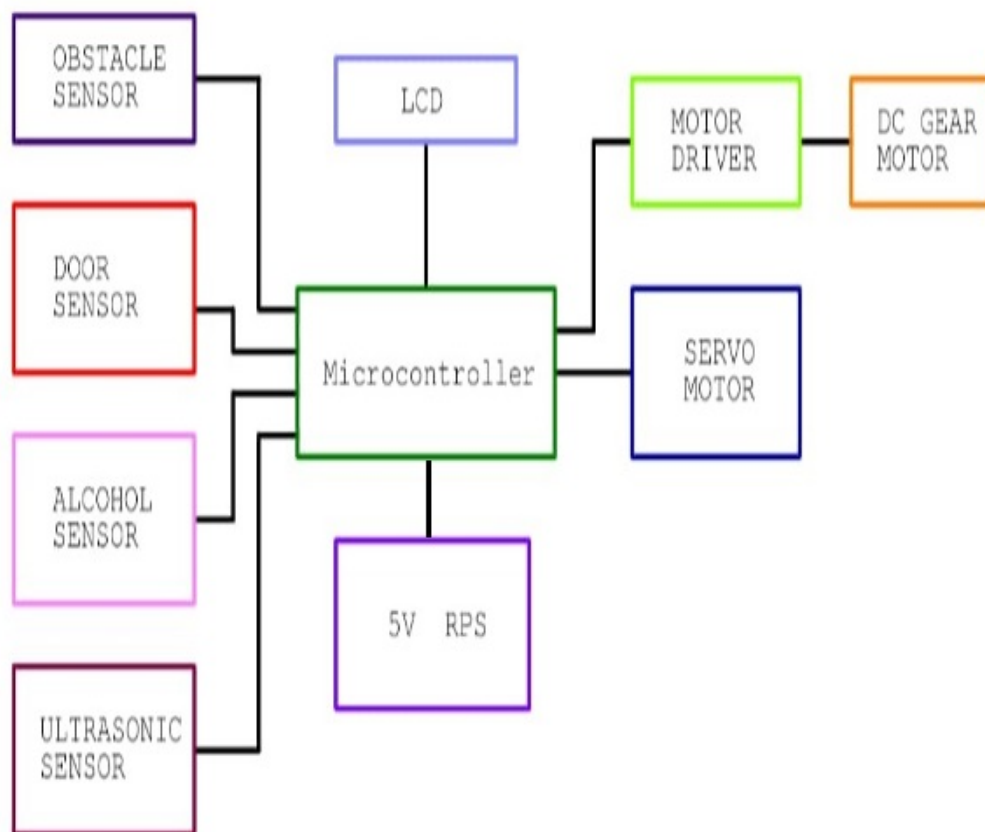 OBSTACLE
SENSOR
LCD
MOTOR
DRIVER
DC GEAR
MOTOR
DOOR
SENSOR
Microcontroller
SERVO
MOTOR
ALCOHOL
SENSOR
5V RPS
ULTRASONIC
SENSOR